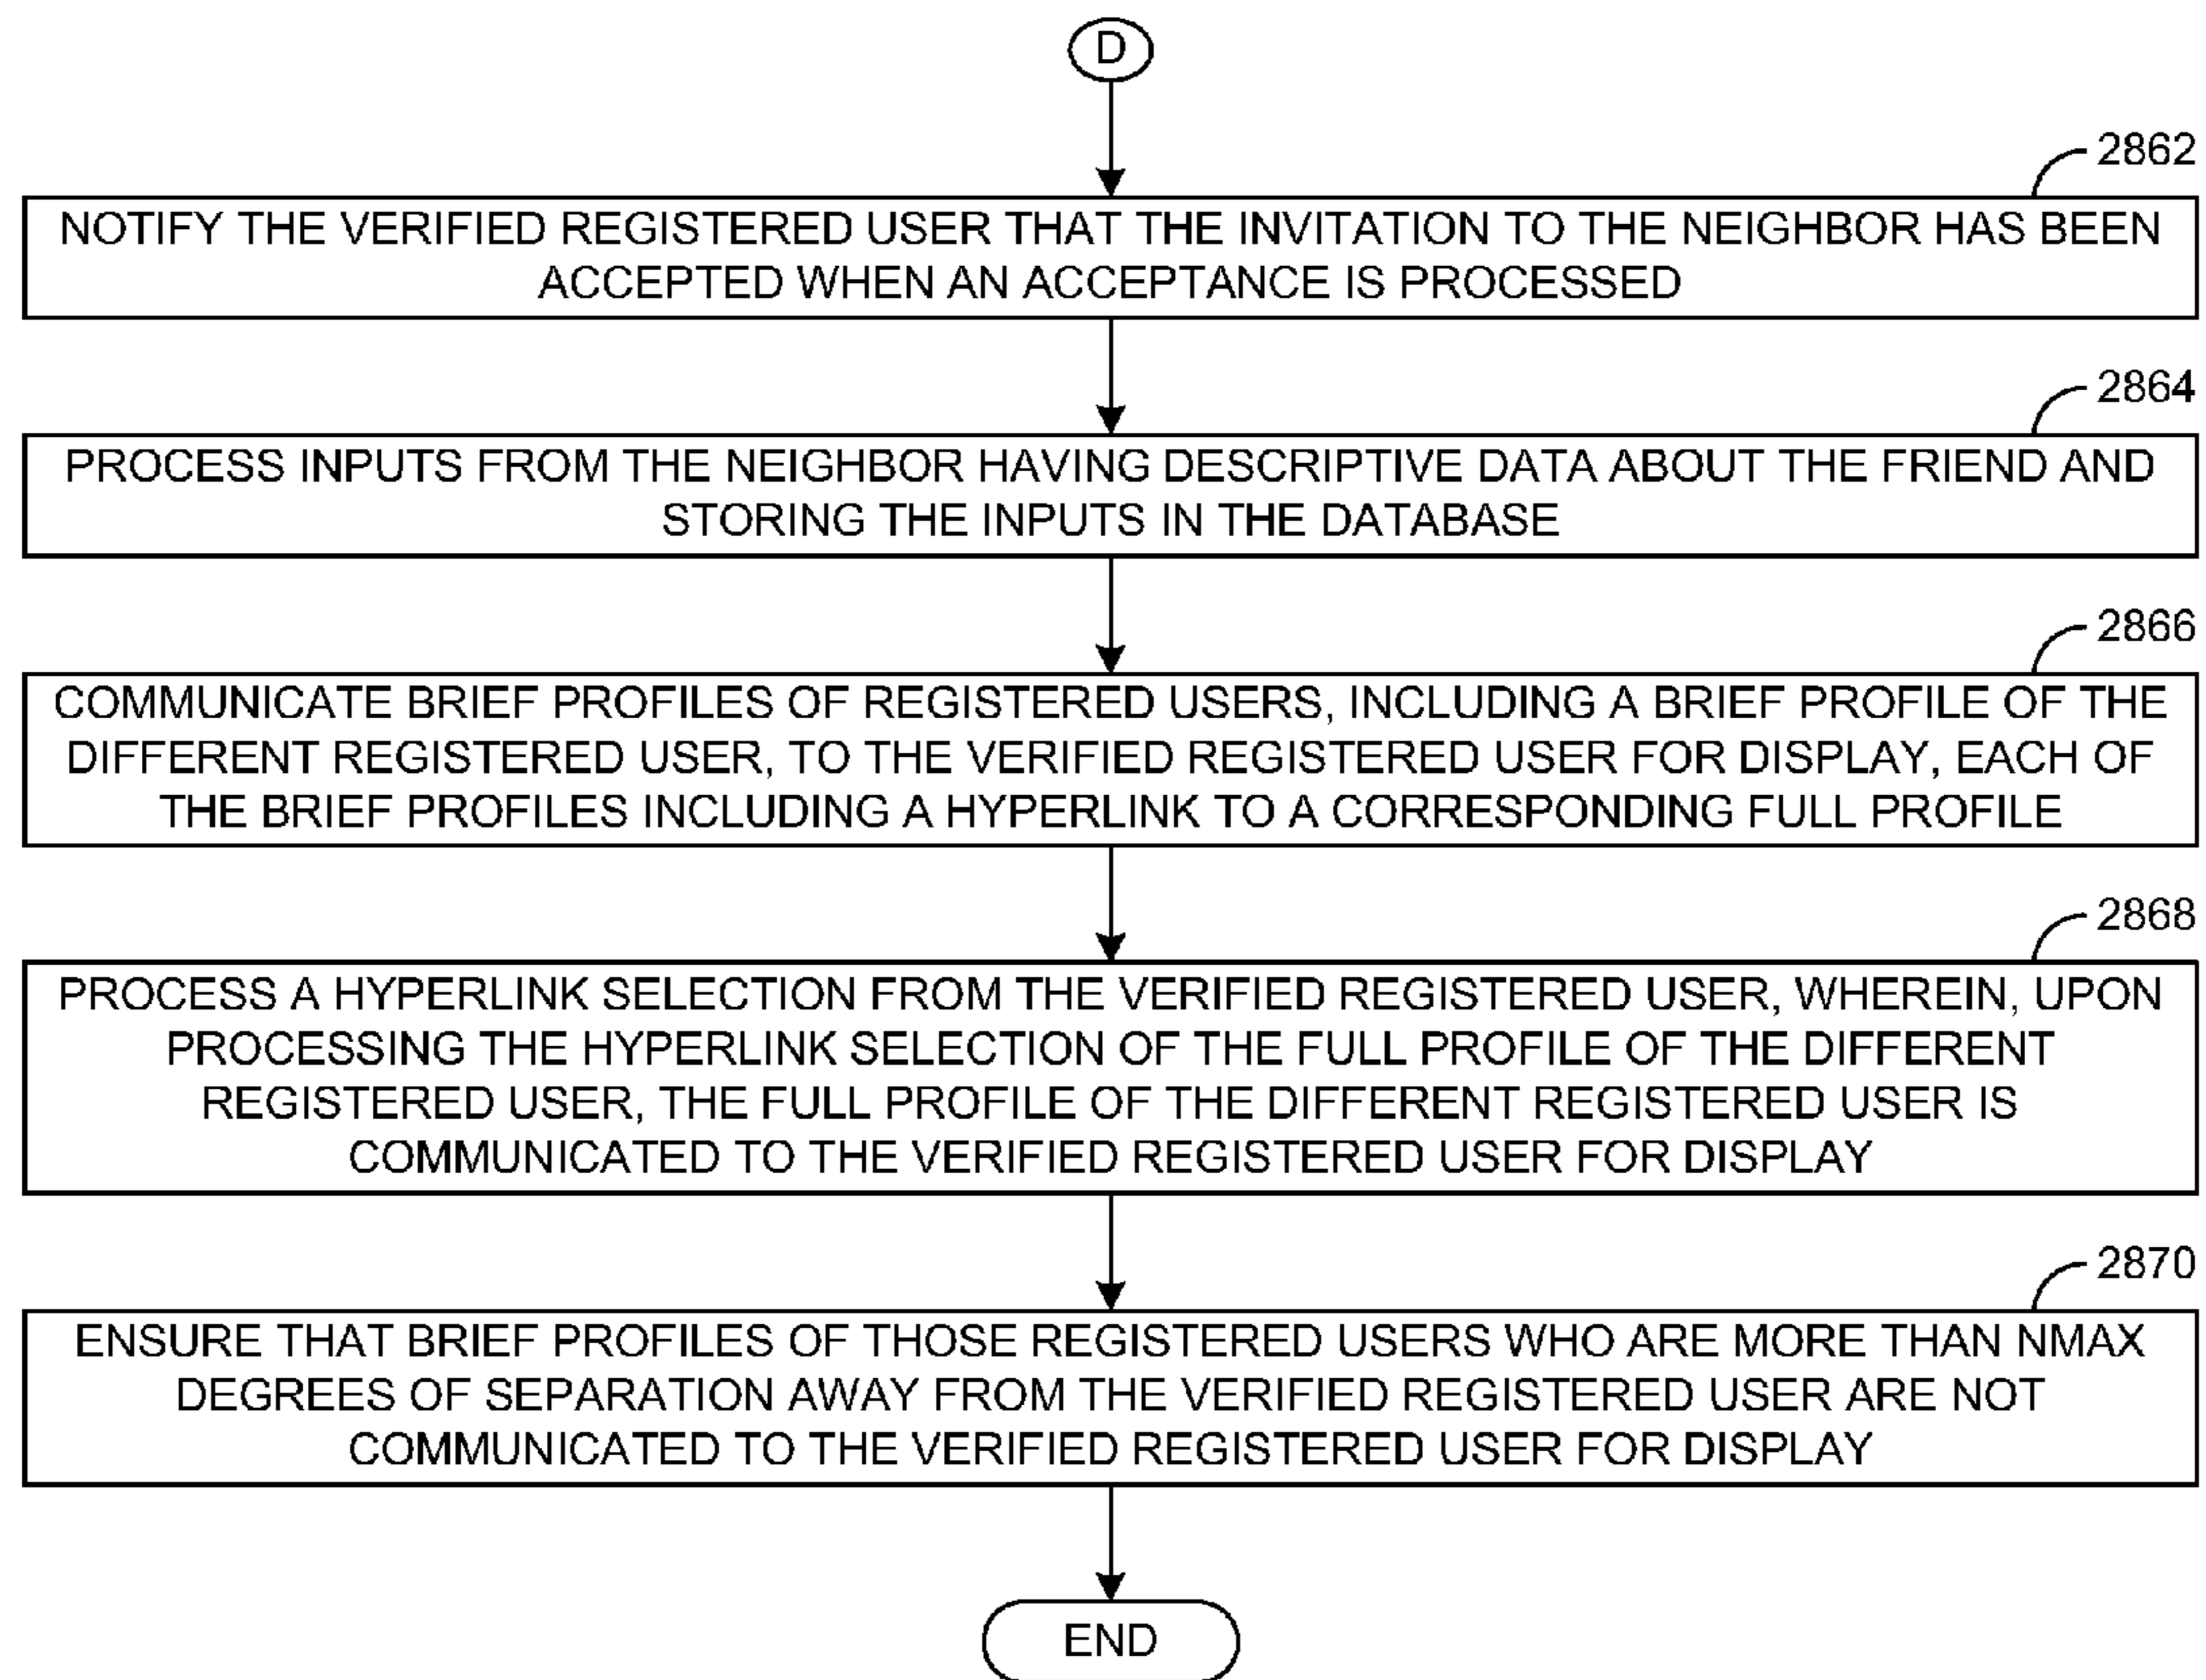 D
2862
NOTIFY THE VERIFIED REGISTERED USER THAT THE INVITATION TO THE NEIGHBOR HAS BEEN
ACCEPTED WHEN AN ACCEPTANCE IS PROCESSED
2864
PROCESS INPUTS FROM THE NEIGHBOR HAVING DESCRIPTIVE DATA ABOUT THE FRIEND AND
STORING THE INPUTS IN THE DATABASE
2866
COMMUNICATE BRIEF PROFILES OF REGISTERED USERS, INCLUDING A BRIEF PROFILE OF THE
DIFFERENT REGISTERED USER, TO THE VERIFIED REGISTERED USER FOR DISPLAY, EACH OF
THE BRIEF PROFILES INCLUDING A HYPERLINK TO A CORRESPONDING FULL PROFILE
2868
PROCESS A HYPERLINK SELECTION FROM THE VERIFIED REGISTERED USER, WHEREIN, UPON
PROCESSING THE HYPERLINK SELECTION OF THE FULL PROFILE OF THE DIFFERENT
REGISTERED USER, THE FULL PROFILE OF THE DIFFERENT REGISTERED USER IS
COMMUNICATED TO THE VERIFIED REGISTERED USER FOR DISPLAY
2870
ENSURE THAT BRIEF PROFILES OF THOSE REGISTERED USERS WHO ARE MORE THAN NMAX
DEGREES OF SEPARATION AWAY FROM THE VERIFIED REGISTERED USER ARE NOT
COMMUNICATED TO THE VERIFIED REGISTERED USER FOR DISPLAY
END